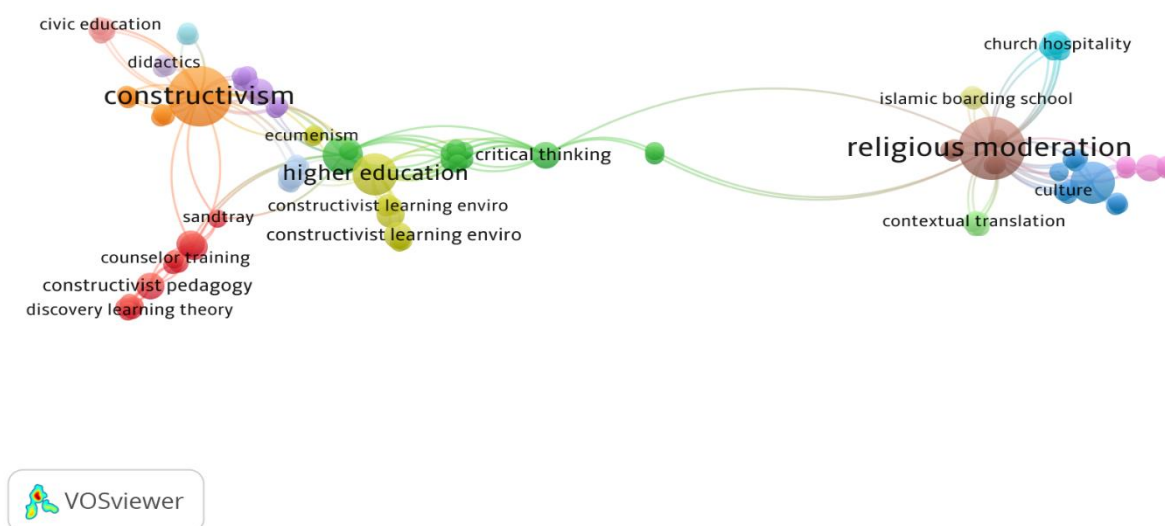 civic education
didactics
constructivism
ecumenism
higher education
critical thinking
constructivist learning enviro
constructivist learning enviro
sandtray
counselor training
constructivist pedagogy
discovery learning theory
church hospitality
islamic boarding school
religious moderation
culture
contextual translation
VOSviewer